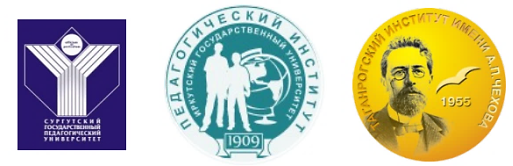 СУРГУТСКИЙ
ГОСУДАРСТВЕННЫЙ
ПЕДАГОГИЧЕСКИЙ
УНИВЕРСИТЕТ
ПЕДАГОГИЧЕСКИЙ ИНСТИТУТ
ИРКУТСКИЙ ГОСУДАРСТВЕННЫЙ УНИВЕРСИТЕТ
1909
ТАГАНРОГСКИЙ ИНСТИТУТ ИМЕНИ А.П.ЧЕХОВА
1955